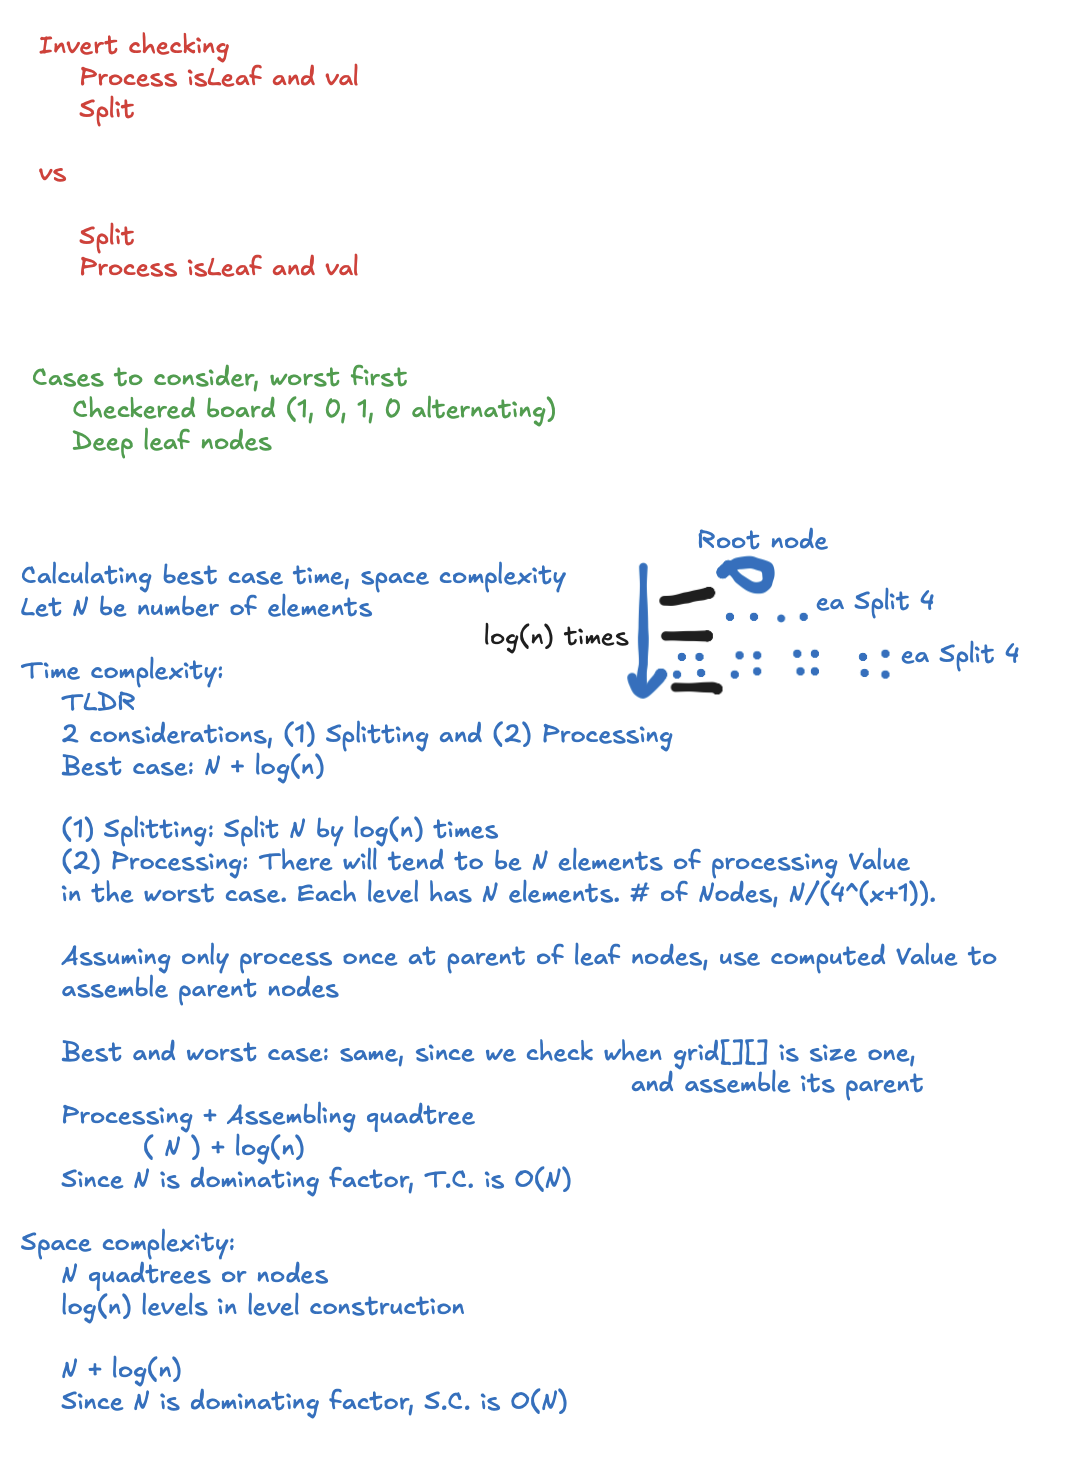 Invert checking
Process isLeaf and val
Split
vs
Split
Process isLeaf and val
Cases to consider, worst first
Checkered board (1, 0, 1, 0 alternating)
Deep leaf nodes
Root node
ea Split 4
log(n) times
ea Split 4
Calculating best case time, space complexity
Let N be number of elements
Time complexity:
TLDR
2 considerations, (1) Splitting and (2) Processing
Best case: N + log(n)
(1) Splitting: Split N by log(n) times
(2) Processing: There will tend to be N elements of processing Value
in the worst case. Each level has N elements. # of Nodes, N/(4^(x+1)).
Assuming only process once at parent of leaf nodes, use computed Value to
assemble parent nodes
Best and worst case: same, since we check when grid[][] is size one,
and assemble its parent
Processing + Assembling quadtree
( N ) + log(n)
Since N is dominating factor, T.C. is O(N)
Space complexity:
N quadtrees or nodes
log(n) levels in level construction
N + log(n)
Since N is dominating factor, S.C. is O(N)